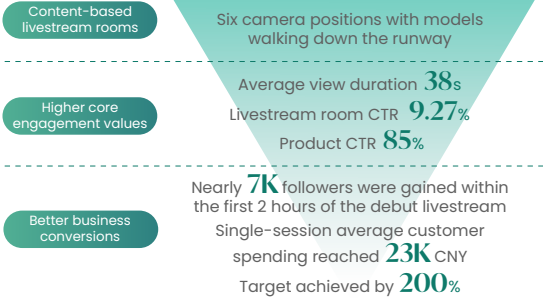 Content-based
livestream rooms
Six camera positions with models
walking down the runway
Higher core
engagement values
Average view duration 38s
Livestream room CTR 9.27%
Product CTR 85%
Better business
conversions
Nearly 7K followers were gained within
the first 2 hours of the debut livestream
Single-session average customer
spending reached 23K CNY
Target achieved by 200%